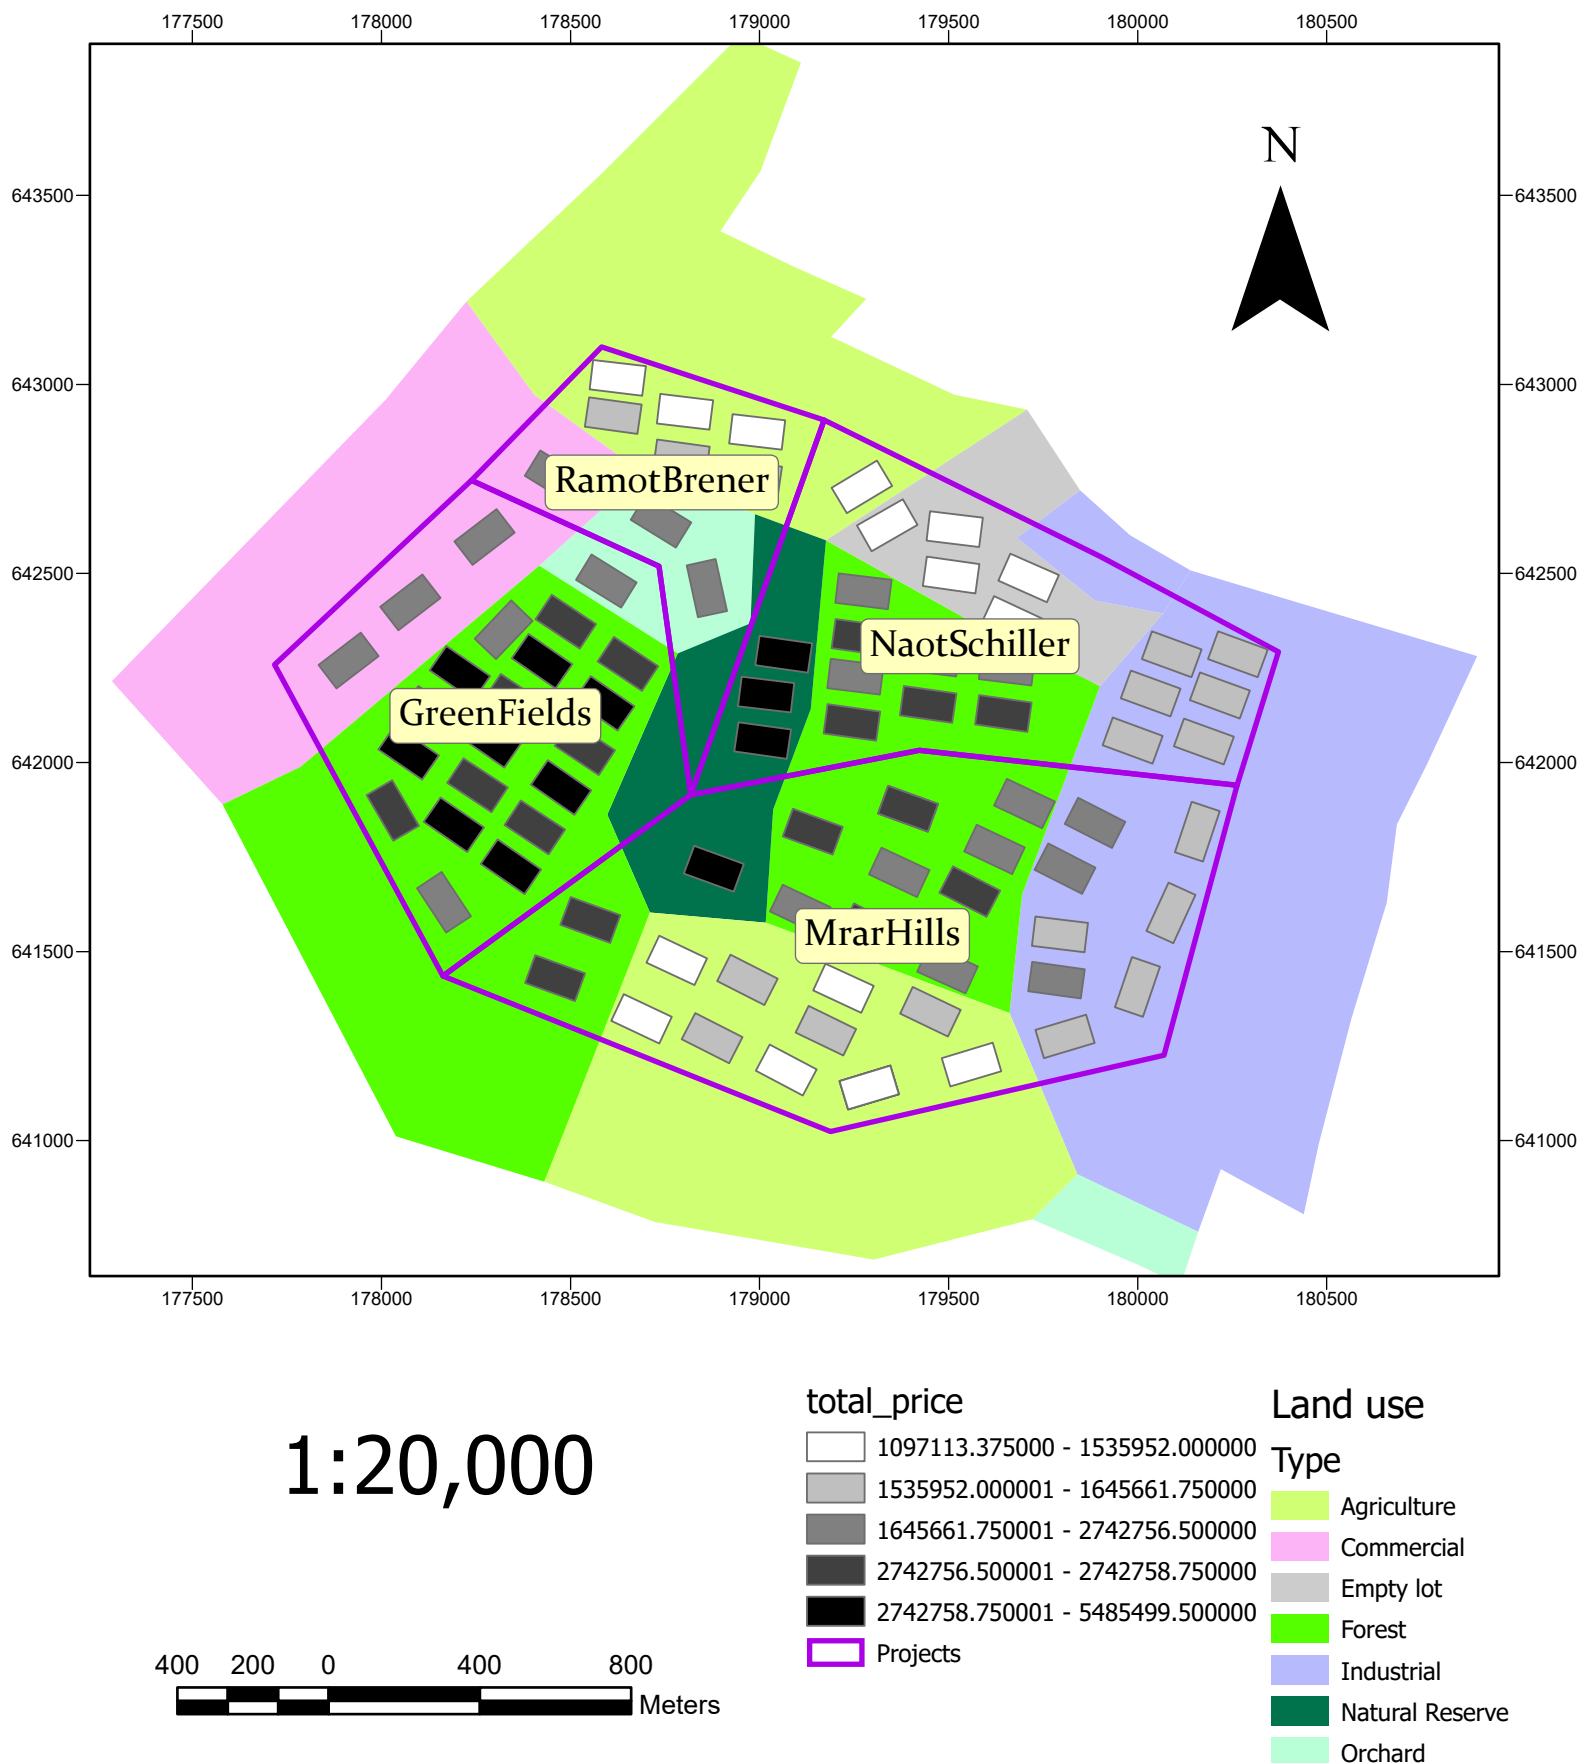 177500 178000 178500 179000 179500 180000 180500
N
643500 643500
643000 643000
RamotBrener
642500 642500
NaotSchiller
GreenFields
642000 642000
MrarHills
641500 641500
641000 641000
177500 178000 178500 179000 179500 180000 180500
1:20,000
400 200 0 400 800
Meters
total_price
1097113.375000 - 1535952.000000
1535952.000001 - 1645661.750000
1645661.750001 - 2742756.500000
2742756.500001 - 2742758.750000
2742758.750001 - 5485499.500000
Projects
Land use
Type
Agriculture
Commercial
Empty lot
Forest
Industrial
Natural Reserve
Orchard